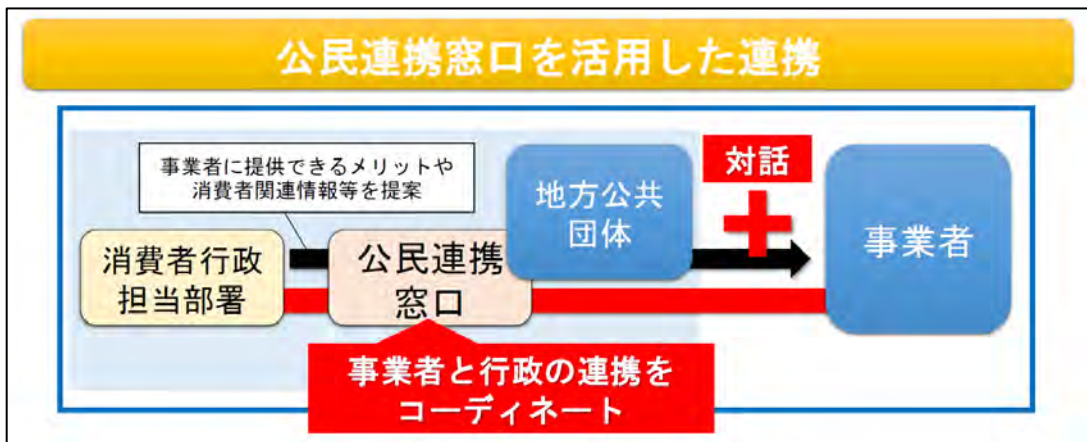 公民連携窓口を活用した連携
事業者に提供できるメリットや
消費者関連情報等を提案
地方公共
団体
対話
事業者
消費者行政
担当部署
公民連携
窓口
事業者と行政の連携を
コーディネート